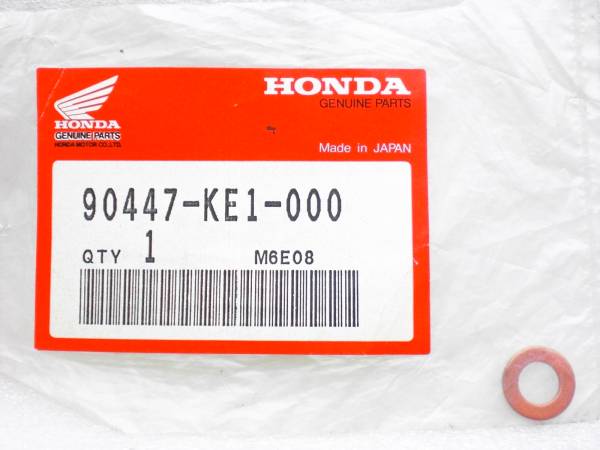 HONDA
GENUINE PARTS
HONDA
GENUINE PARTS
HONDA MOTOR CO.,LTD.
Made in JAPAN
90447-KE1-000
QTY 1 M6E08